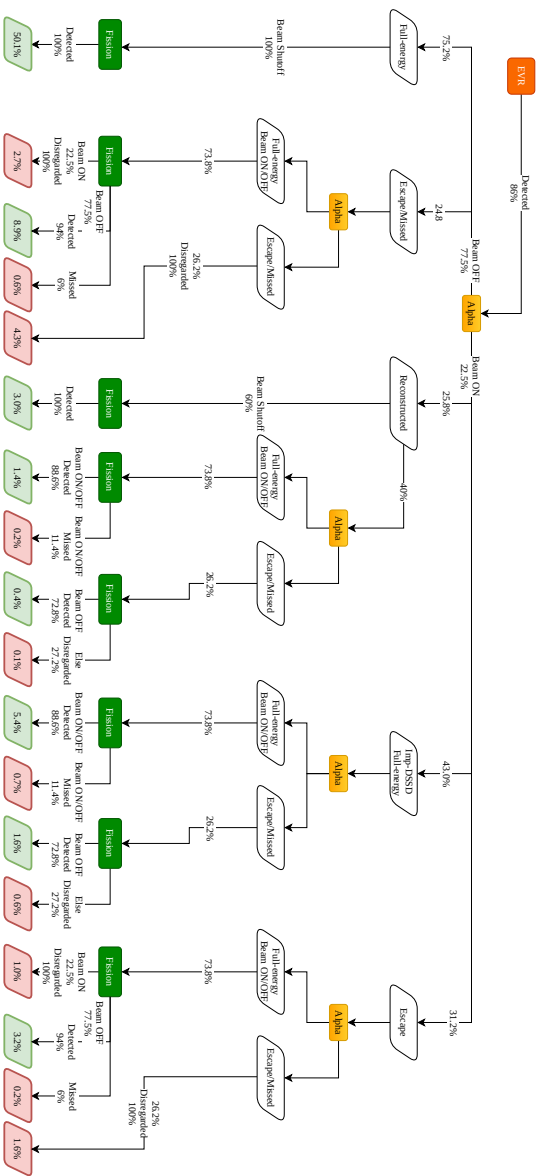 EVR
Detected
86%
Alpha
Beam OFF
77.5%
Beam ON
22.5%
75.2%
24.8
25.8%
43.0%
31.2%
Full-energy
Escape/Missed
Reconstructed
Imp-DSSD
Full-energy
Escape
Beam Shutoff
100%
Alpha
Beam Shutoff
60%
40%
Alpha
Alpha
Alpha
Full-energy
Beam ON/OFF
Escape/Missed
Full-energy
Beam ON/OFF
Escape/Missed
Full-energy
Beam ON/OFF
Escape/Missed
Full-energy
Beam ON/OFF
Escape/Missed
73.8%
26.2%
Disregarded
100%
73.8%
26.2%
73.8%
26.2%
73.8%
26.2%
Disregarded
100%
Fission
Fission
Fission
Fission
Fission
Fission
Fission
Fission
Detected
100%
Beam ON
22.5%
Disregarded
100%
Beam OFF
77.5%
Detected
94%
Missed
6%
Detected
100%
Beam ON/OFF
Detected
88.6%
Beam ON/OFF
Missed
11.4%
Beam OFF
Detected
72.8%
Else
Disregarded
27.2%
Beam ON/OFF
Detected
88.6%
Beam ON/OFF
Missed
11.4%
Beam OFF
Detected
72.8%
Else
Disregarded
27.2%
Beam ON
22.5%
Disregarded
100%
Beam OFF
77.5%
Detected
94%
Missed
6%
50.1%
2.7%
8.9%
0.6%
4.3%
3.0%
1.4%
0.2%
0.4%
0.1%
5.4%
0.7%
1.6%
0.6%
1.0%
3.2%
0.2%
1.6%